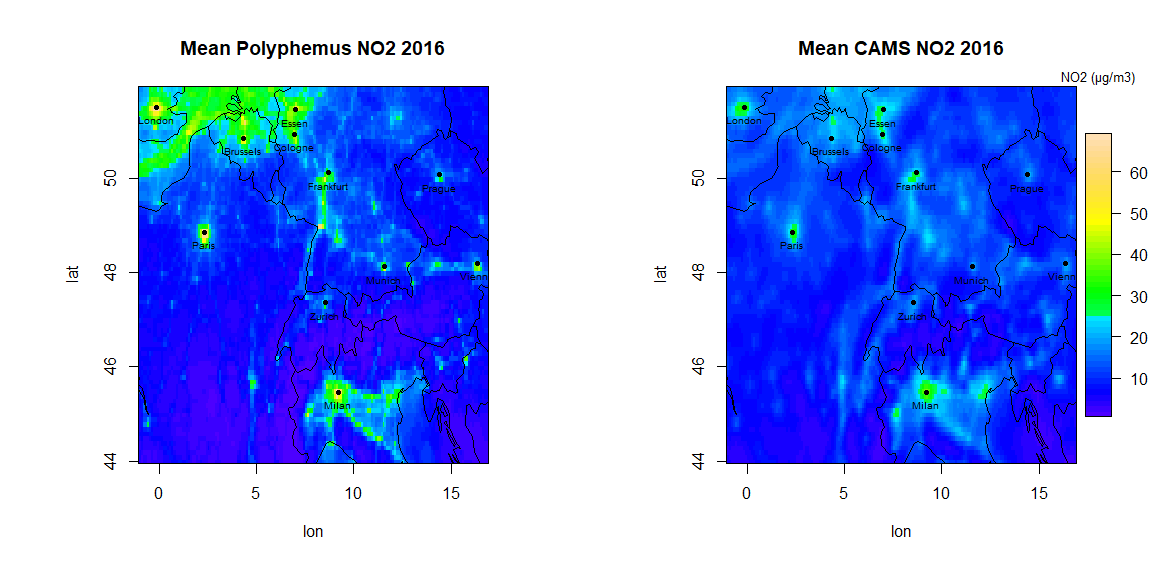 Mean Polyphemus NO2 2016
lat
44
46
48
50
London
Essen
Cologne
Brussels
Frankfurt
Prague
Paris
Vienn
Munich
Zurich
Milan
0
5
10
15
lon
Mean CAMS NO2 2016
NO2 (µg/m3)
lat
44
46
48
50
London
Essen
Cologne
Brussels
Frankfurt
Prague
Paris
Vienn
Munich
Zurich
Milan
60
50
40
30
20
10
0
5
10
15
lon